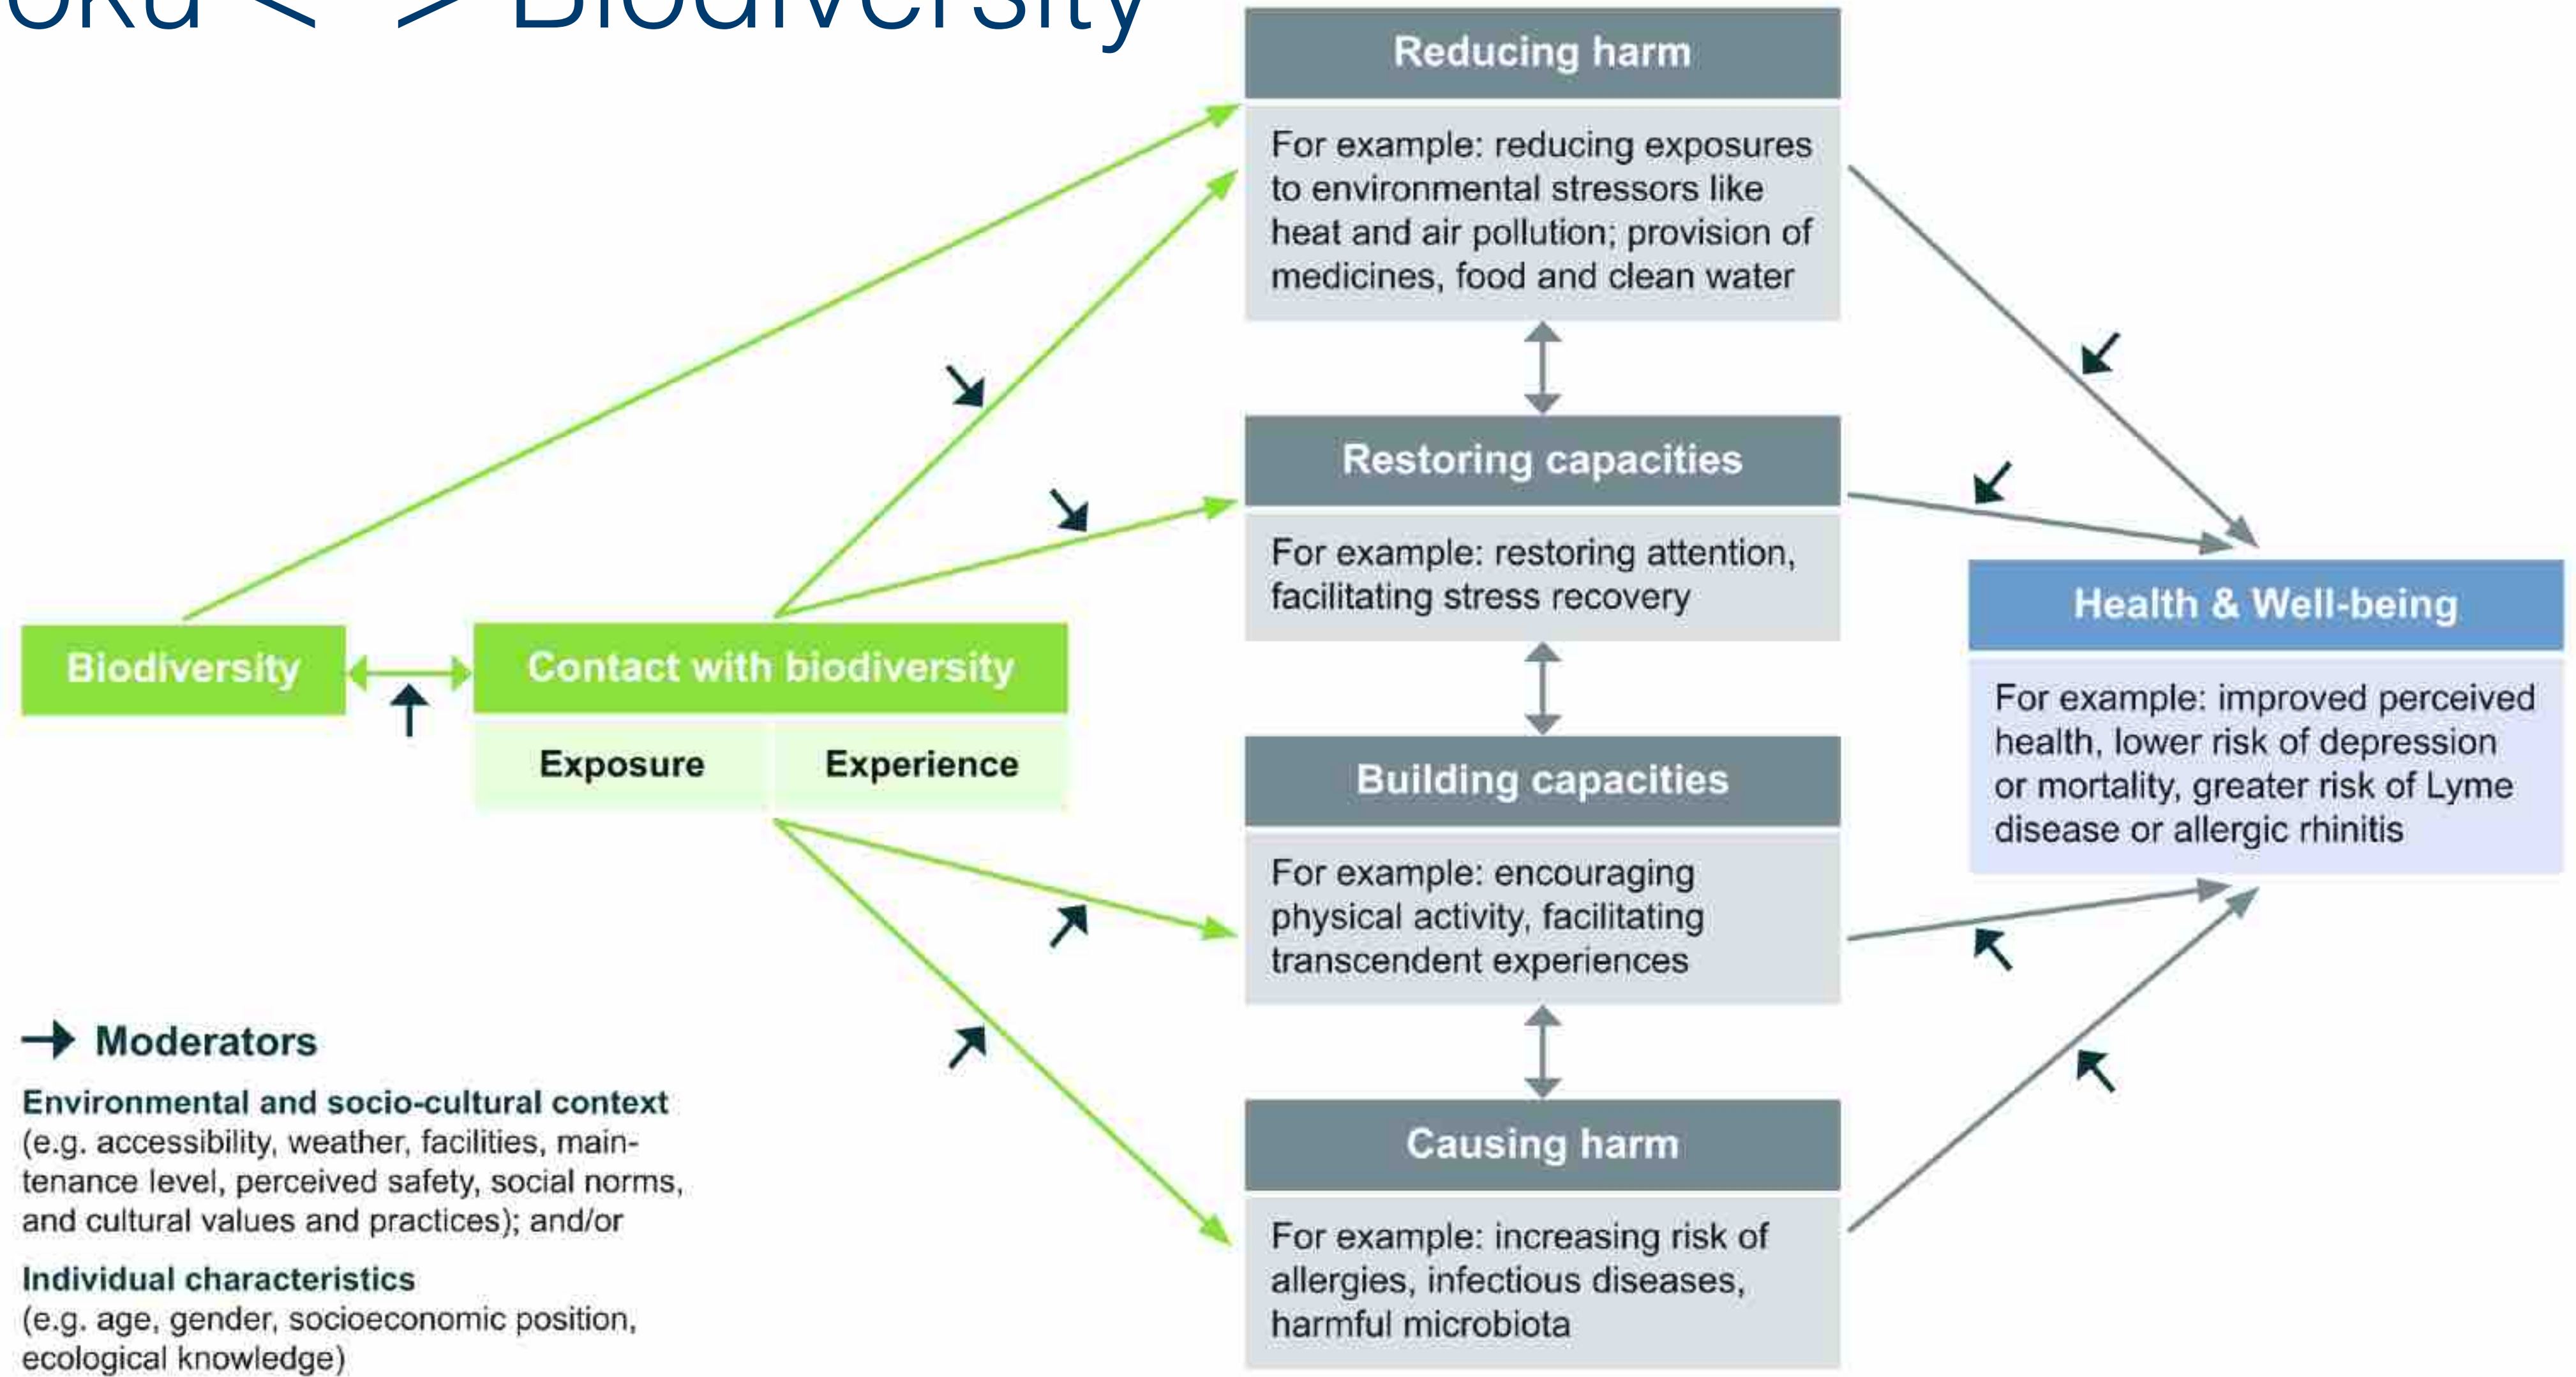 oku < > Biodiversity
Reducing harm
For example: reducing exposures
to environmental stressors like
heat and air pollution; provision of
medicines, food and clean water
Restoring capacities
For example: restoring attention,
facilitating stress recovery
Biodiversity
Contact with biodiversity
Exposure
Experience
Building capacities
For example: encouraging
physical activity, facilitating
transcendent experiences
Causing harm
For example: increasing risk of
allergies, infectious diseases,
harmful microbiota
Health & Well-being
For example: improved perceived
health, lower risk of depression
or mortality, greater risk of Lyme
disease or allergic rhinitis
Moderators
Environmental and socio-cultural context
(e.g. accessibility, weather, facilities, main-
tenance level, perceived safety, social norms,
and cultural values and practices); and/or
Individual characteristics
(e.g. age, gender, socioeconomic position,
ecological knowledge)